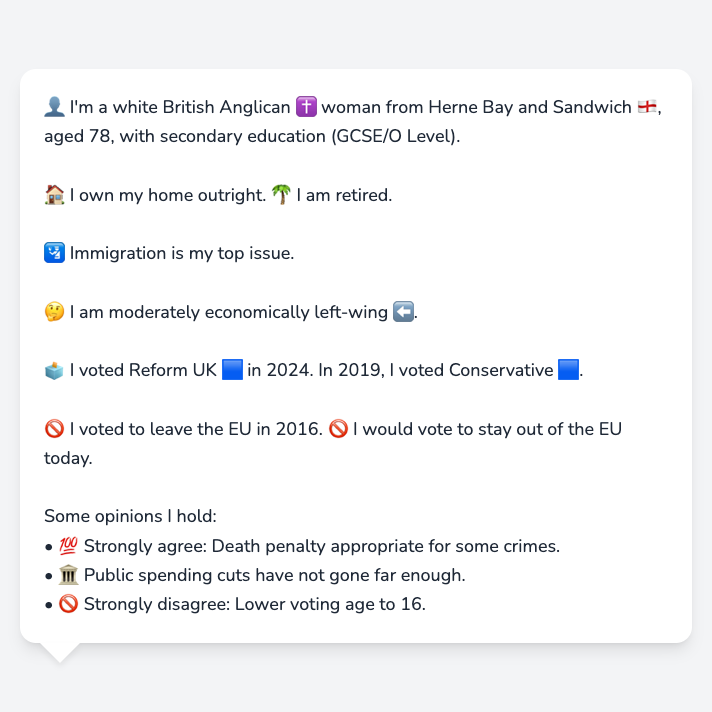 👤 I'm a white British Anglican ✝️ woman from Herne Bay and Sandwich 🏴󠁧󠁢󠁥󠁮󠁧󠁿,
aged 78, with secondary education (GCSE/O Level).
🏠 I own my home outright. 🌴 I am retired.
🛂 Immigration is my top issue.
🤔 I am moderately economically left-wing ⬅️.
🗳️ I voted Reform UK 🟦 in 2024. In 2019, I voted Conservative 🟦.
🚫 I voted to leave the EU in 2016. 🚫 I would vote to stay out of the EU
today.
Some opinions I hold:
• 💯 Strongly agree: Death penalty appropriate for some crimes.
• 🏛️ Public spending cuts have not gone far enough.
• 🚫 Strongly disagree: Lower voting age to 16.